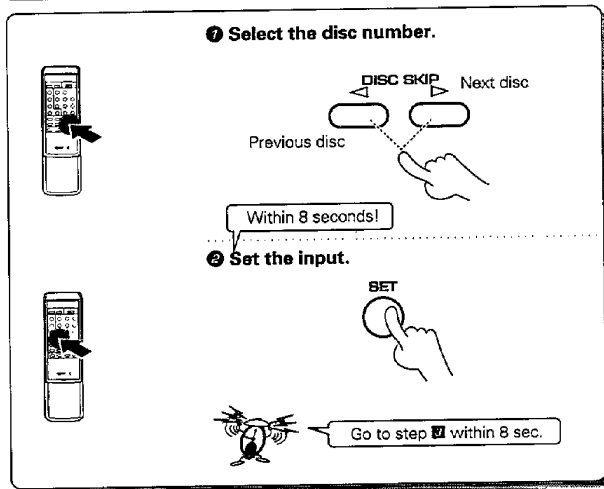 ❶ Select the disc number.
DISC SKIP
Next disc
Previous disc
Within 8 seconds!
❷ Set the input.
SET
Go to step within 8 sec.